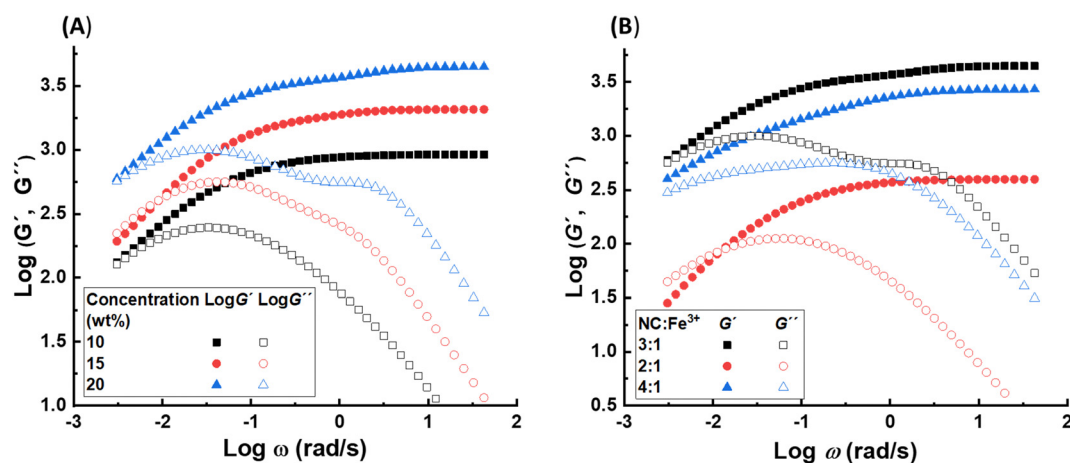 (A)
Log (G´, G´´)
3.5
3.0
2.5
2.0
1.5
1.0
-3 -2 -1 0 1 2
Log ω (rad/s)
Concentration LogG´ LogG´´
(wt%)
10
15
20
(B)
Log (G´, G´´)
3.5
3.0
2.5
2.0
1.5
1.0
0.5
-3 -2 -1 0 1 2
Log ω (rad/s)
NC:Fe³⁺ G´ G´´
3:1
2:1
4:1